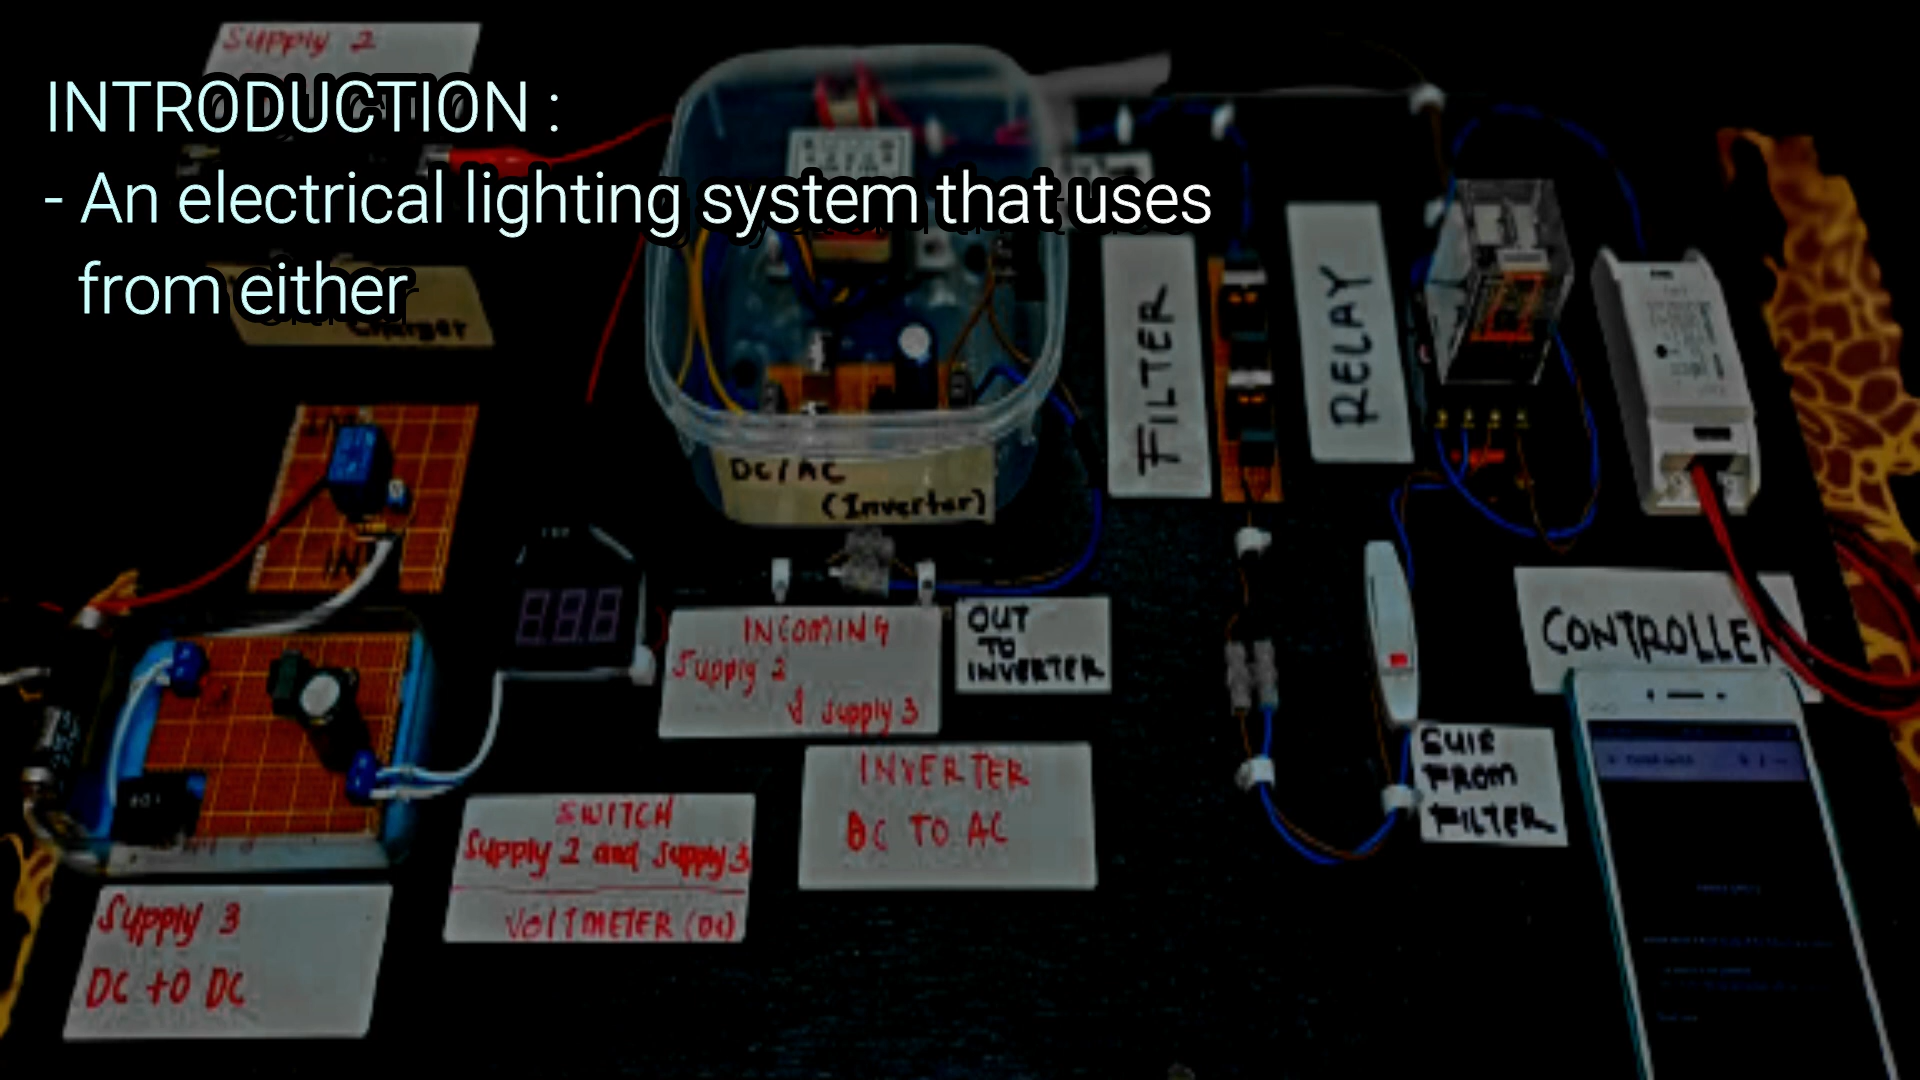 Supply 2
INTRODUCTION :
- An electrical lighting system that uses
from either
Charger
FILTER
RELAY
DC/AC
(Inverter)
IN
INCOMING
Supply 2
& supply 3
OUT
TO
INVERTER
CONTROLLER
INVERTER
DC TO AC
SUIS
FROM
FILTER
SWITCH
Supply 2 and supply 3
VOLTMETER (DC)
Supply 3
DC to DC